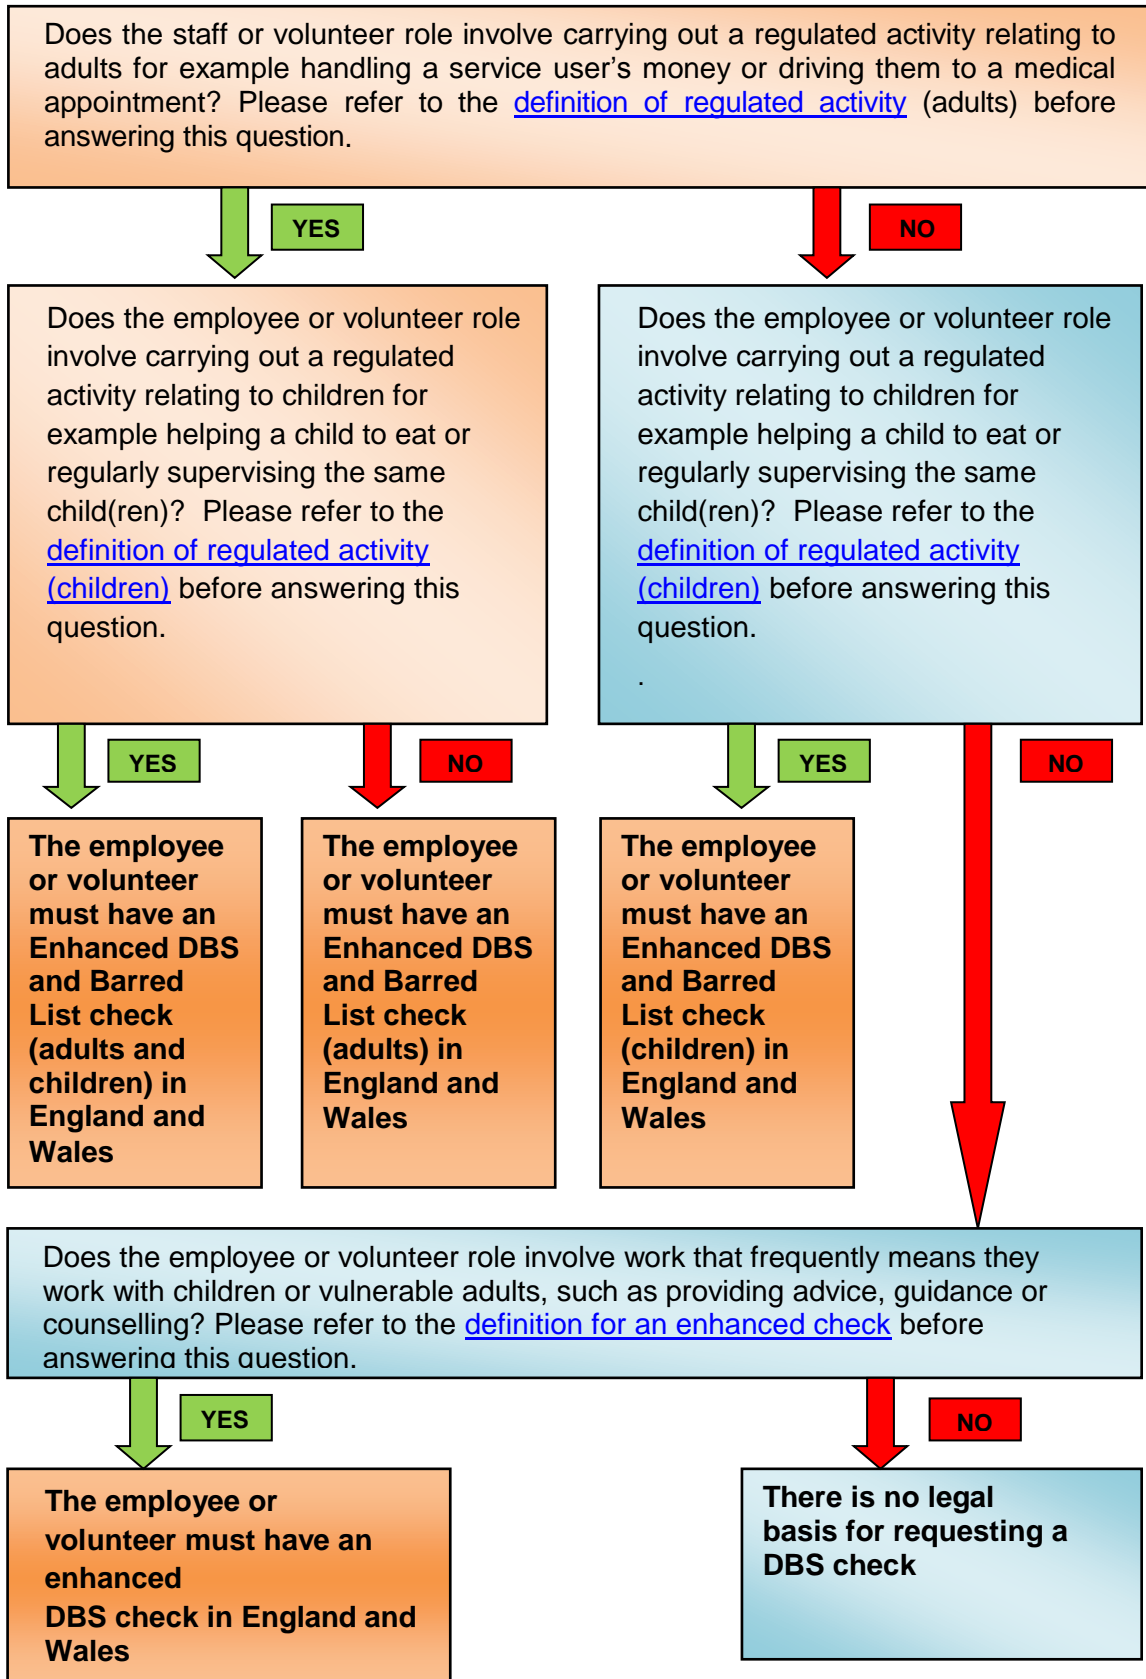 Does the staff or volunteer role involve carrying out a regulated activity relating to
adults for example handling a service user's money or driving them to a medical
appointment? Please refer to the definition of regulated activity (adults) before
answering this question.
YES
NO
Does the employee or volunteer role
involve carrying out a regulated
activity relating to children for
example helping a child to eat or
regularly supervising the same
child(ren)? Please refer to the
definition of regulated activity
(children) before answering this
question.
Does the employee or volunteer role
involve carrying out a regulated
activity relating to children for
example helping a child to eat or
regularly supervising the same
child(ren)? Please refer to the
definition of regulated activity
(children) before answering this
question.
.
YES
NO
YES
NO
The employee
or volunteer
must have an
Enhanced DBS
and Barred
List check
(adults and
children) in
England and
Wales
The employee
or volunteer
must have an
Enhanced DBS
and Barred
List check
(adults) in
England and
Wales
The employee
or volunteer
must have an
Enhanced DBS
and Barred
List check
(children) in
England and
Wales
Does the employee or volunteer role involve work that frequently means they
work with children or vulnerable adults, such as providing advice, guidance or
counselling? Please refer to the definition for an enhanced check before
answering this question.
YES
NO
The employee or
volunteer must have an
enhanced
DBS check in England and
Wales
There is no legal
basis for requesting a
DBS check